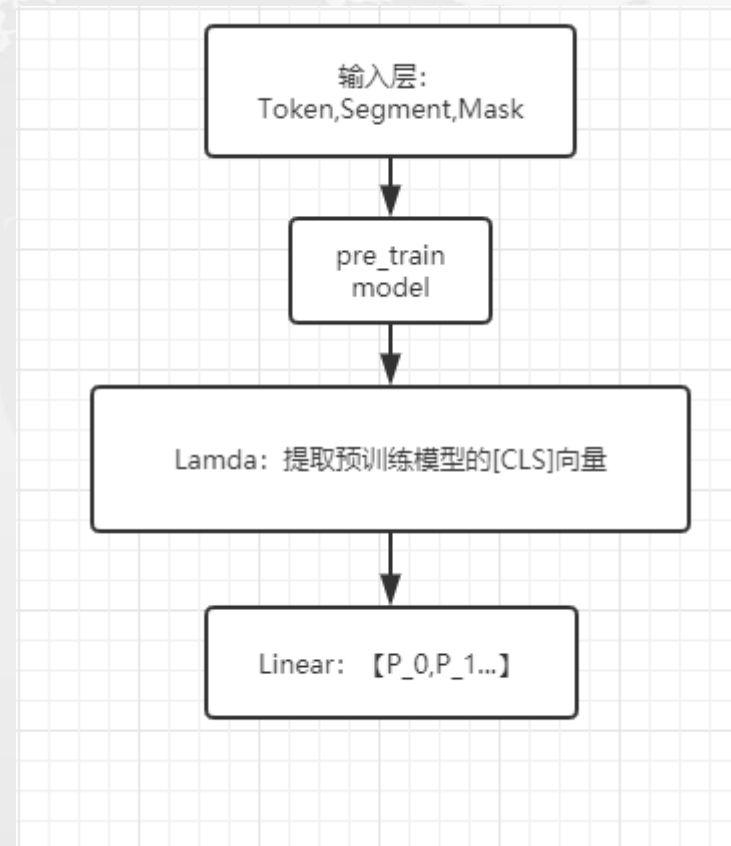 输入层：
Token,Segment,Mask
pre_train
model
Lamda：提取预训练模型的[CLS]向量
Linear：【P_0,P_1...】